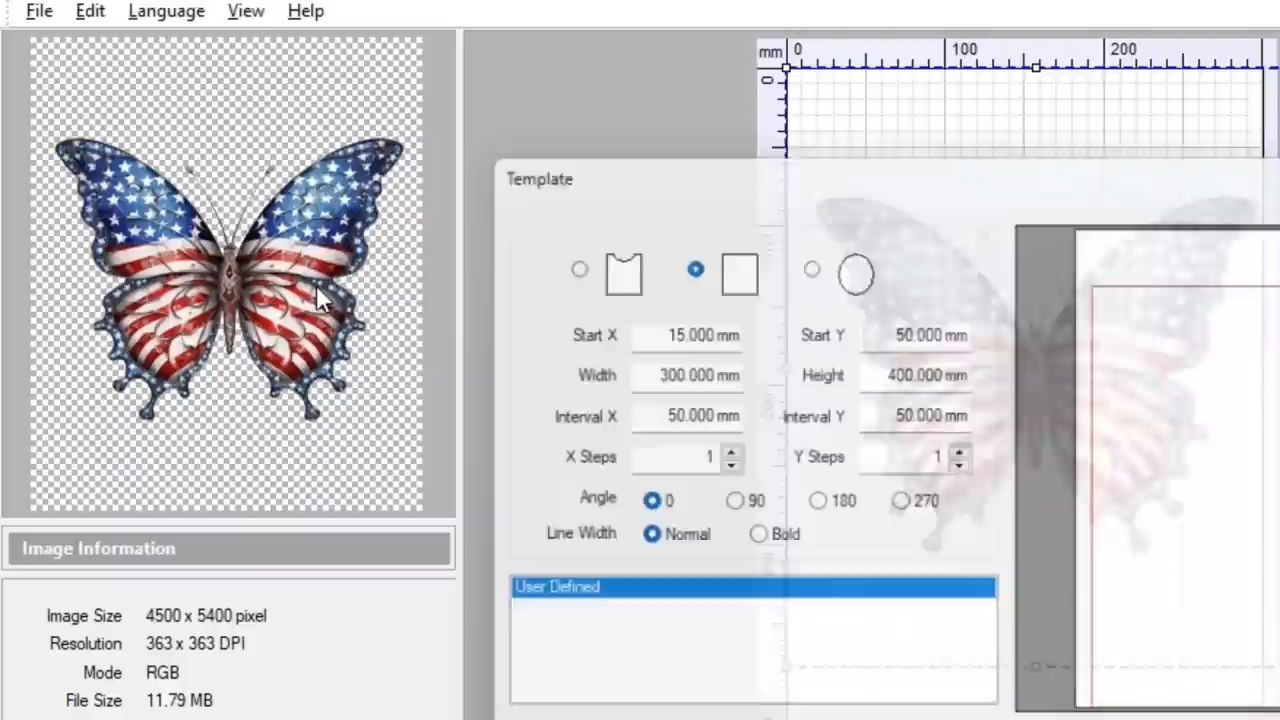 File Edit Language View Help
mm 0 100 200
0
Template
Start X 15.000 mm Start Y 50.000 mm
Width 300.000 mm Height 400.000 mm
Interval X 50.000 mm Interval Y 50.000 mm
X Steps 1 Y Steps 1
Angle 0 90 180 270
Line Width Normal Bold
User Defined
Image Information
Image Size 4500 x 5400 pixel
Resolution 363 x 363 DPI
Mode RGB
File Size 11.79 MB